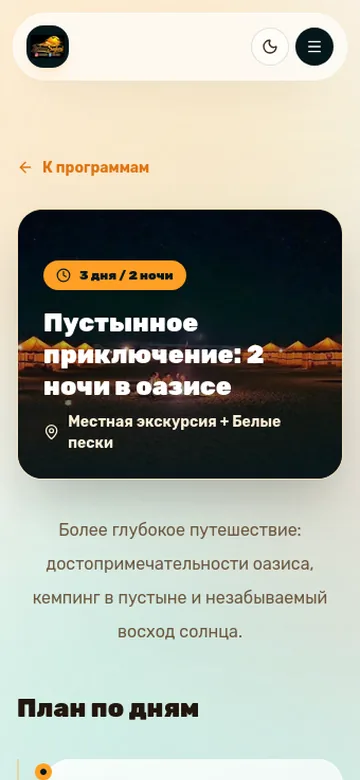 К программам
3 дня / 2 ночи
Пустынное
приключение: 2
ночи в оазисе
Местная экскурсия + Белые
пески
Более глубокое путешествие:
достопримечательности оазиса,
кемпинг в пустыне и незабываемый
восход солнца.
План по дням